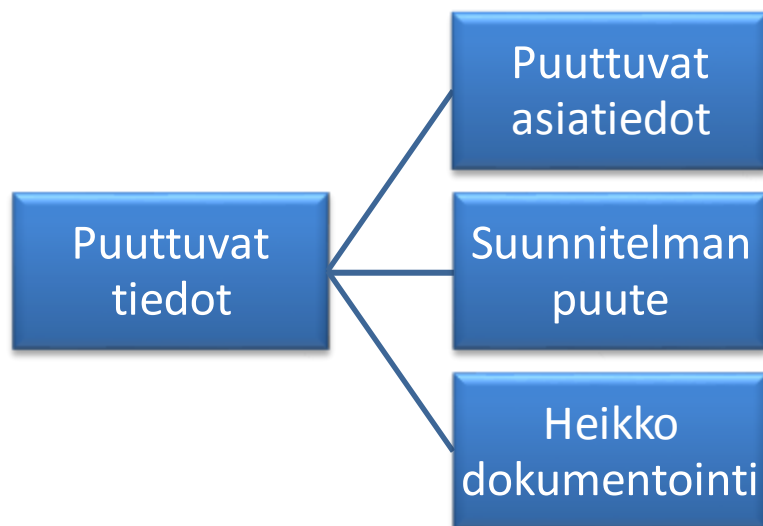 Puuttuvat
tiedot
Puuttuvat
asiatiedot
Suunnitelman
puute
Heikko
dokumentointi